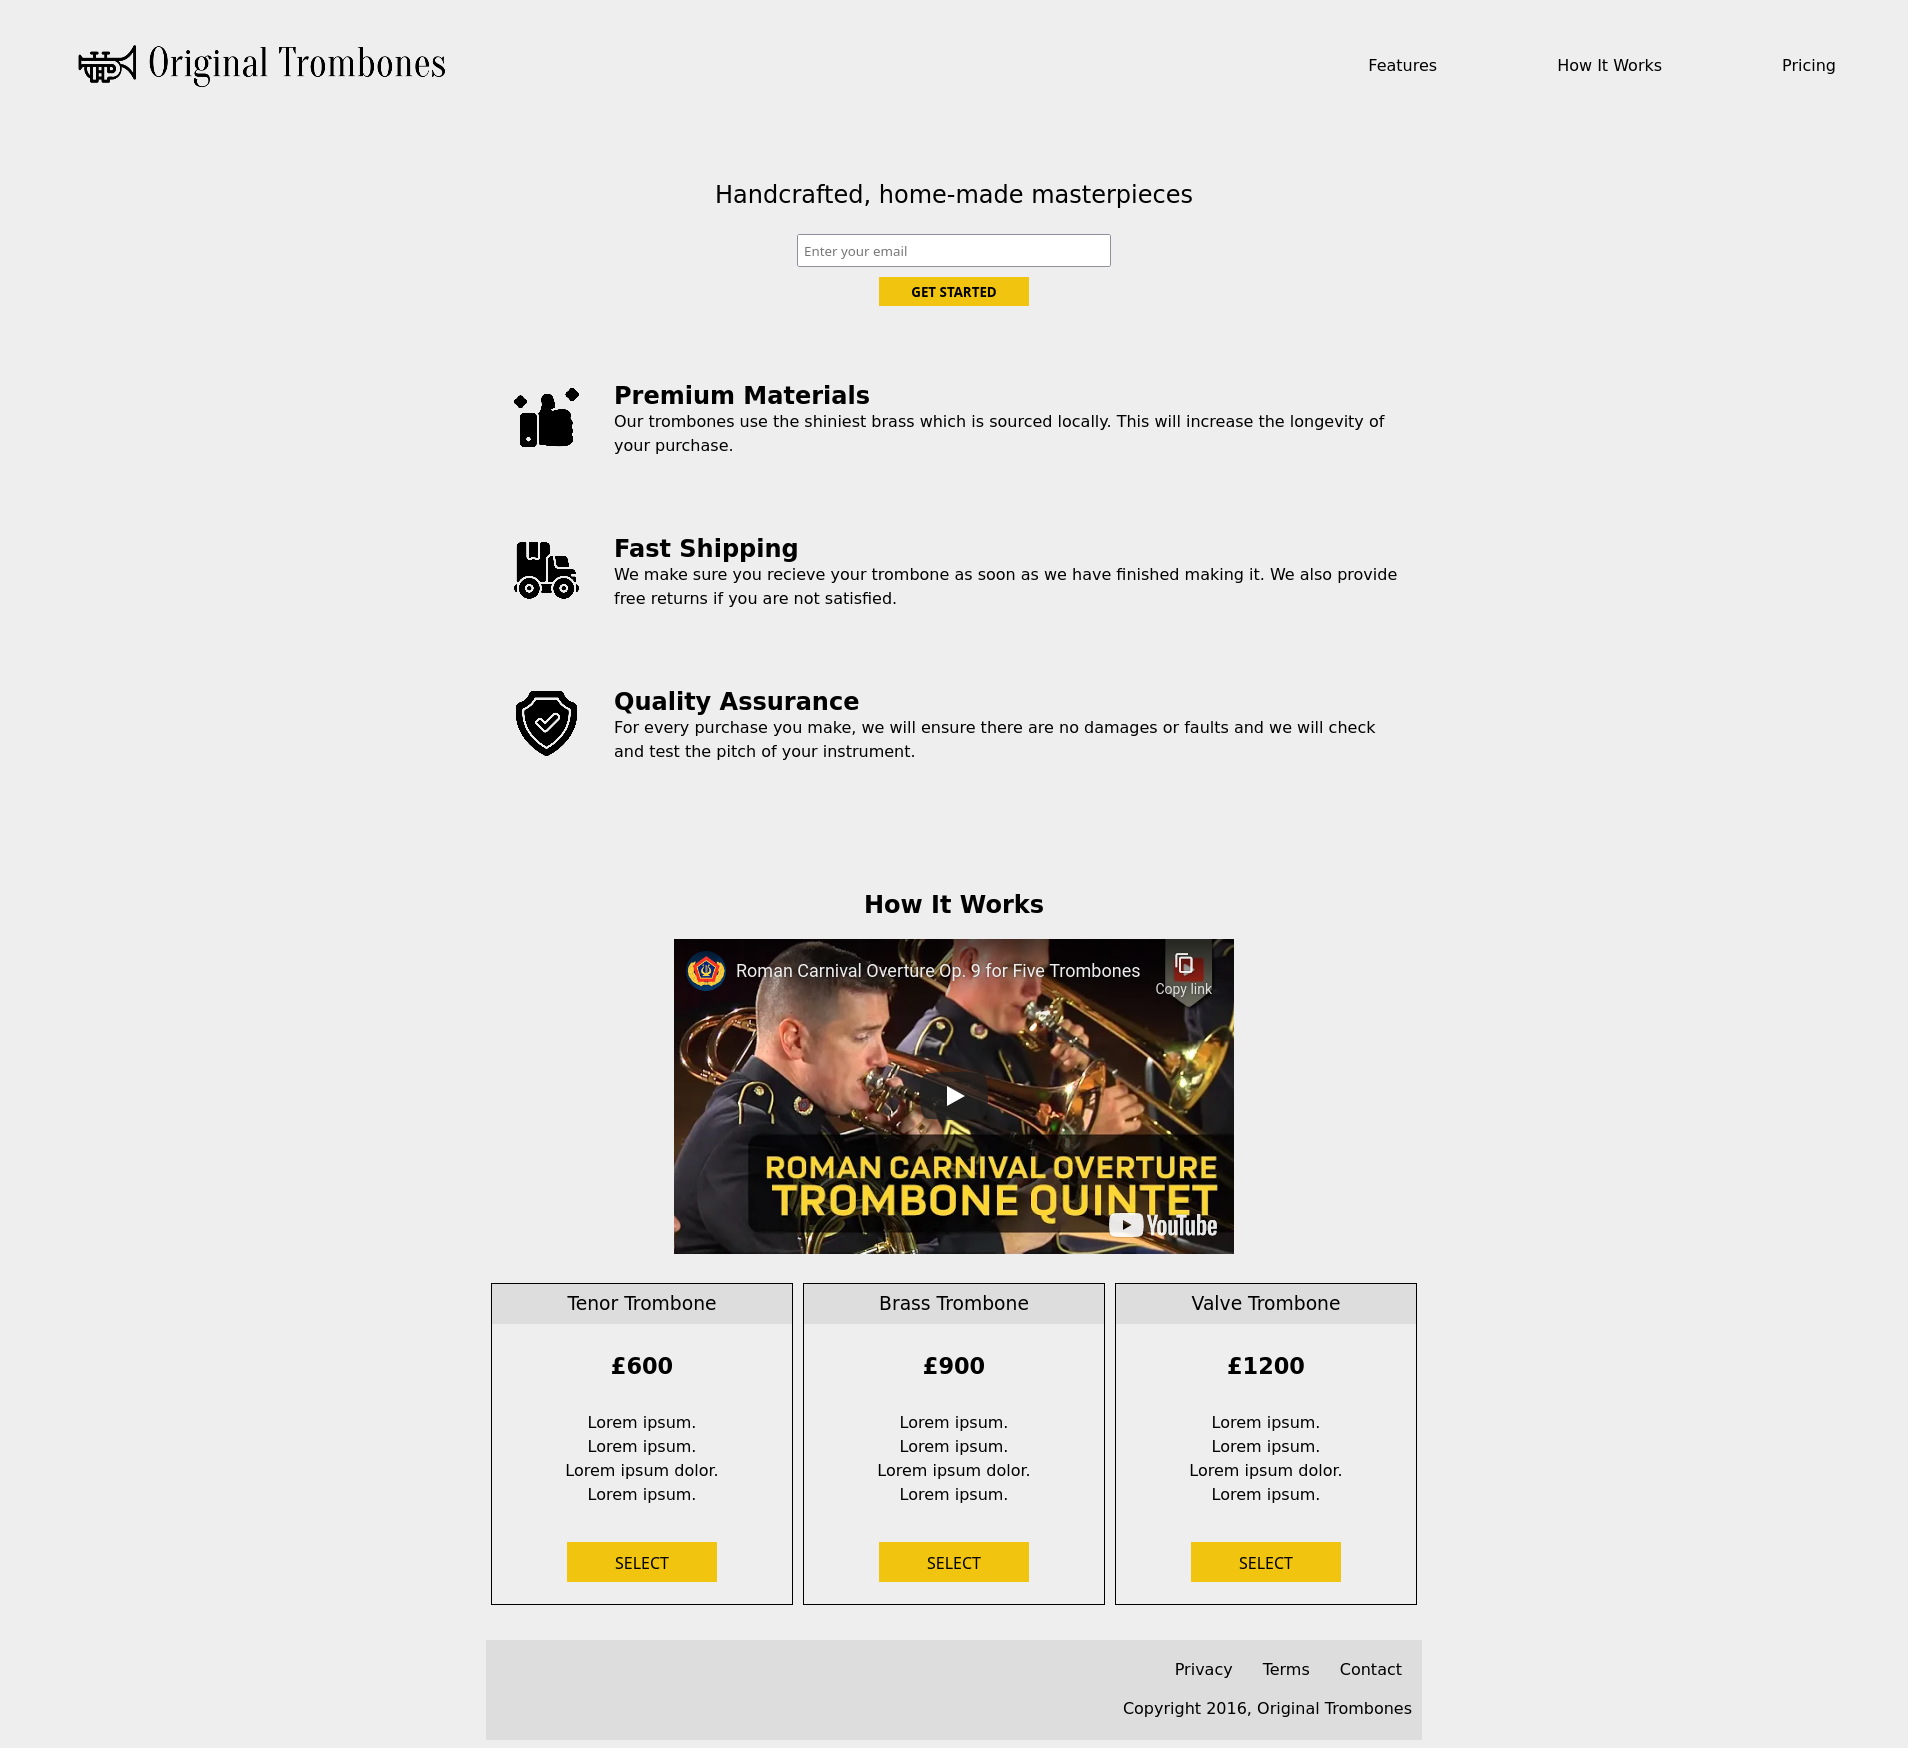 Original Trombones
Features
How It Works
Pricing
Handcrafted, home-made masterpieces
Enter your email
GET STARTED
Premium Materials
Our trombones use the shiniest brass which is sourced locally. This will increase the longevity of
your purchase.
Fast Shipping
We make sure you recieve your trombone as soon as we have finished making it. We also provide
free returns if you are not satisfied.
Quality Assurance
For every purchase you make, we will ensure there are no damages or faults and we will check
and test the pitch of your instrument.
How It Works
Roman Carnival Overture Op. 9 for Five Trombones
Copy link
ROMAN CARNIVAL OVERTURE
TROMBONE QUINTET
YouTube
Tenor Trombone
£600
Lorem ipsum.
Lorem ipsum.
Lorem ipsum dolor.
Lorem ipsum.
SELECT
Brass Trombone
£900
Lorem ipsum.
Lorem ipsum.
Lorem ipsum dolor.
Lorem ipsum.
SELECT
Valve Trombone
£1200
Lorem ipsum.
Lorem ipsum.
Lorem ipsum dolor.
Lorem ipsum.
SELECT
Privacy
Terms
Contact
Copyright 2016, Original Trombones